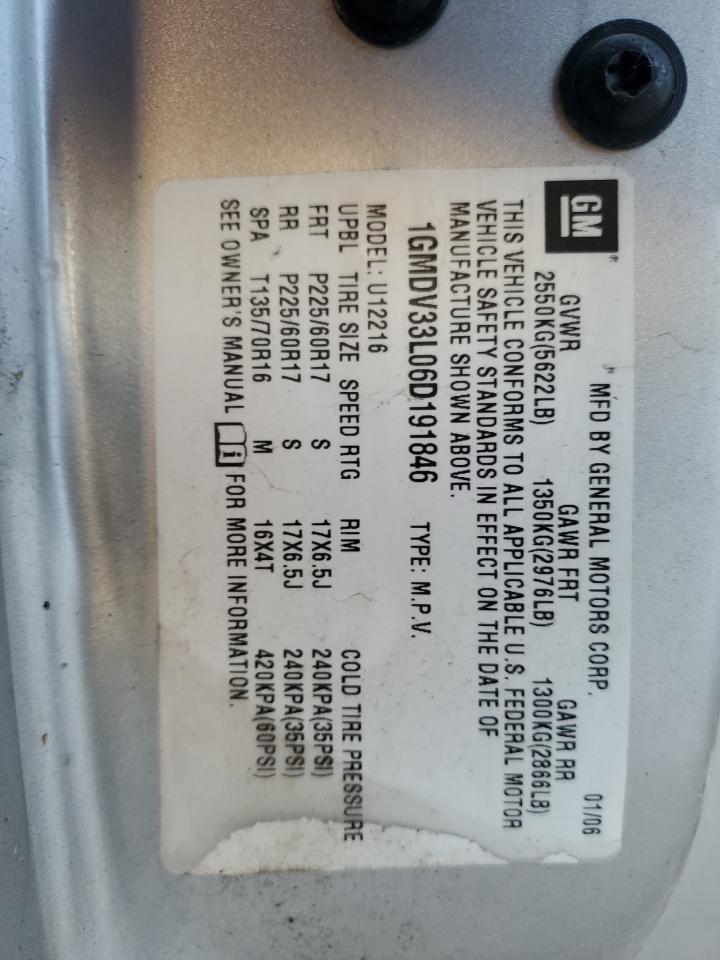 GM
MFD BY GENERAL MOTORS CORP. 01/06
GVWR GAWR FRT GAWR RR
2550KG(5622LB) 1350KG(2976LB) 1300KG(2866LB)
THIS VEHICLE CONFORMS TO ALL APPLICABLE U.S. FEDERAL MOTOR
VEHICLE SAFETY STANDARDS IN EFFECT ON THE DATE OF
MANUFACTURE SHOWN ABOVE.
1GMDV33L06D191846 TYPE: M.P.V.
MODEL: U12216
UPBL TIRE SIZE SPEED RTG RIM COLD TIRE PRESSURE
FRT P225/60R17 S 17X6.5J 240KPA(35PSI)
RR P225/60R17 S 17X6.5J 240KPA(35PSI)
SPA T135/70R16 M 16X4T 420KPA(60PSI)
SEE OWNER'S MANUAL i FOR MORE INFORMATION.